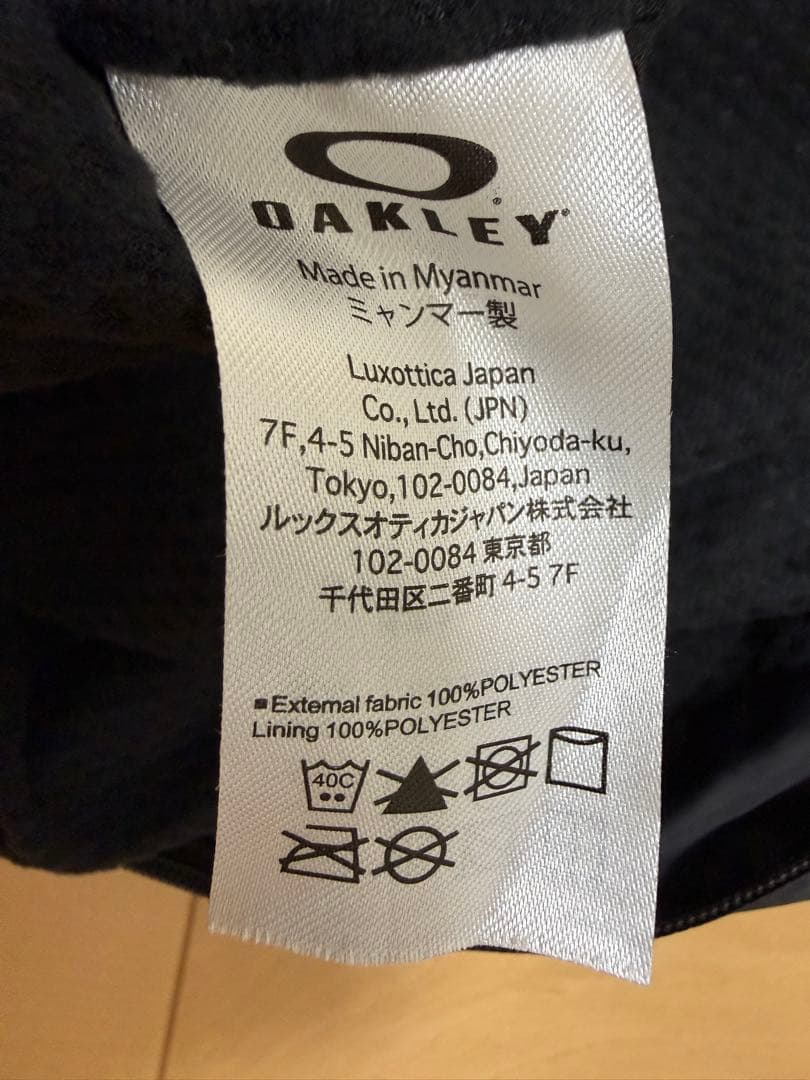 OAKLEY
Made in Myanmar
ミャンマー製
Luxottica Japan
Co., Ltd. (JPN)
7F,4-5 Niban-Cho,Chiyoda-ku,
Tokyo,102-0084,Japan
ルックスオティカジャパン株式会社
102-0084 東京都
千代田区二番町 4-5 7F
■External fabric 100%POLYESTER
Lining 100%POLYESTER
40C